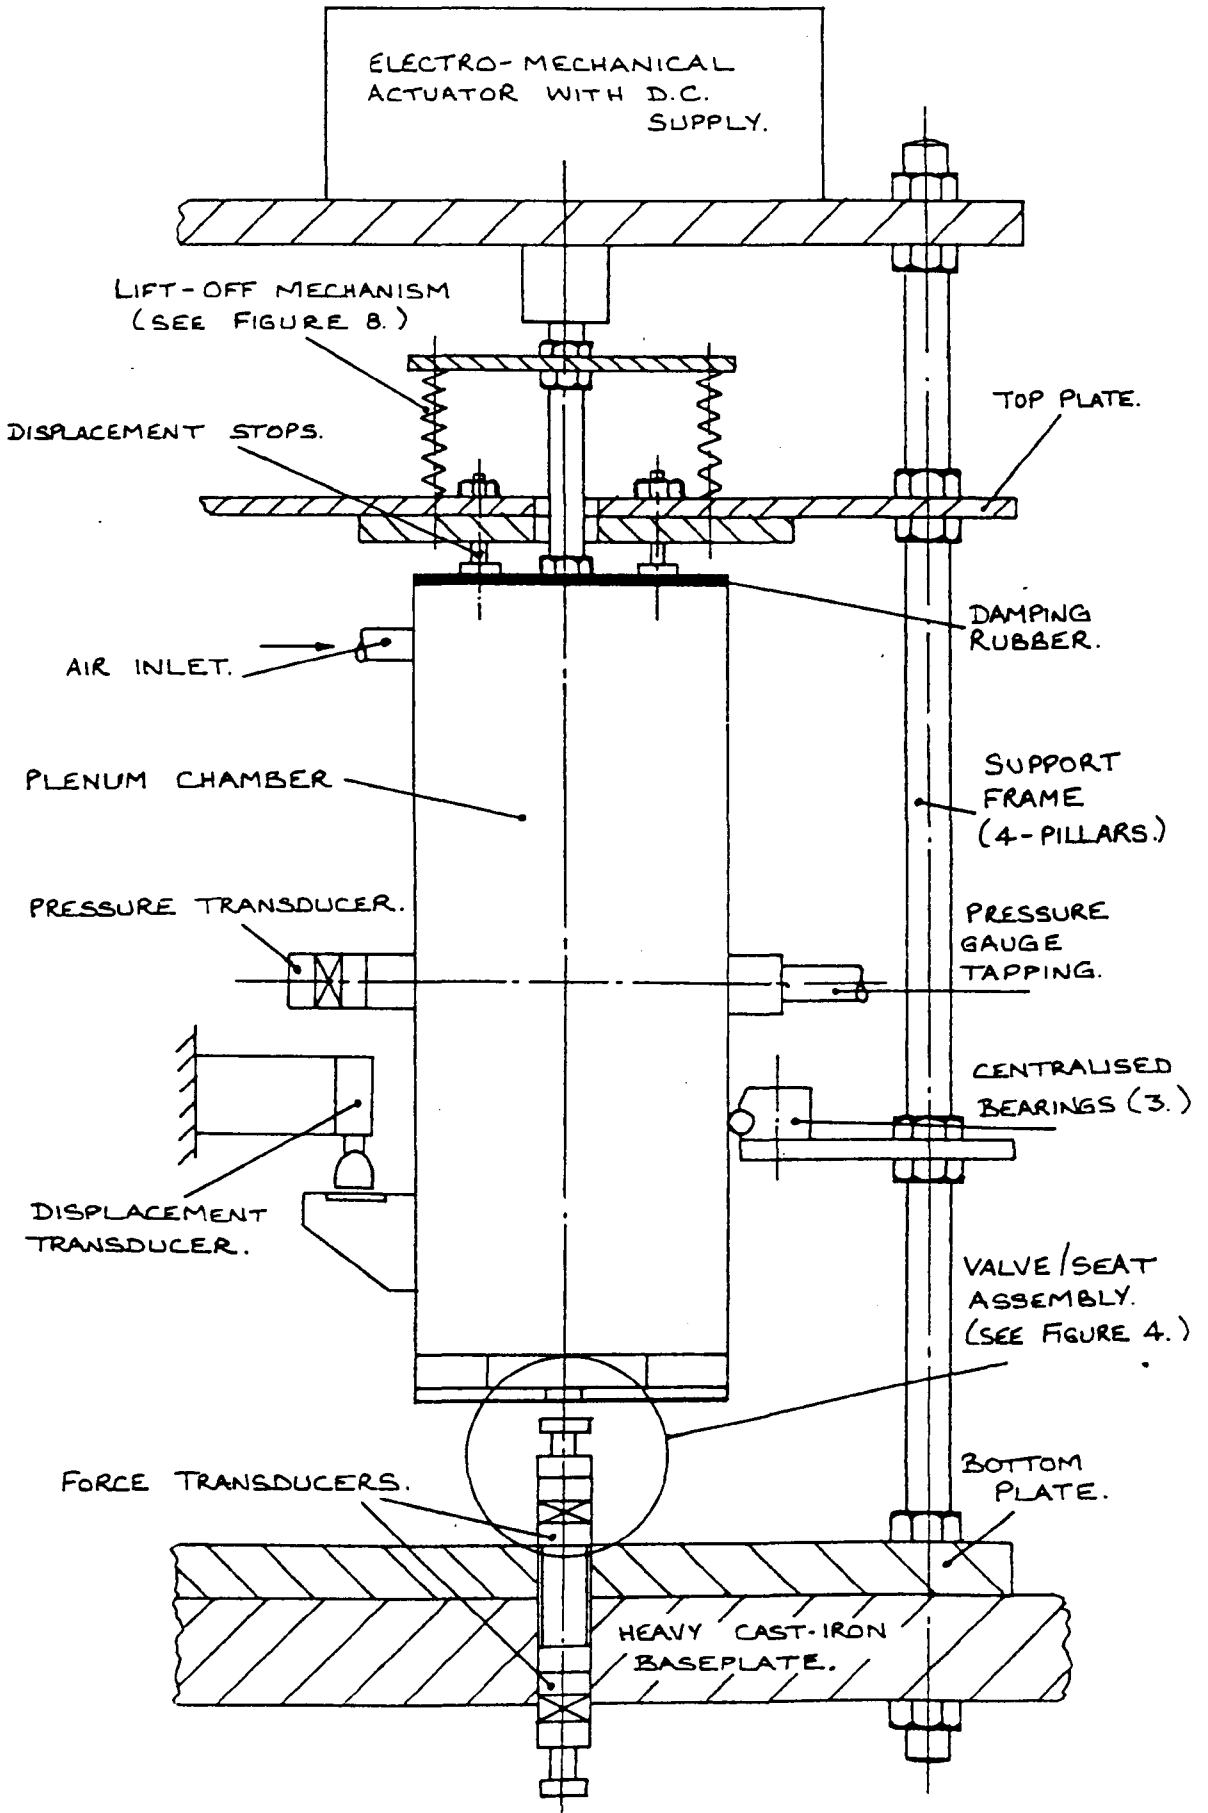 ELECTRO-MECHANICAL
ACTUATOR WITH D.C.
SUPPLY.
LIFT-OFF MECHANISM
(SEE FIGURE 8.)
TOP PLATE.
DISPLACEMENT STOPS.
DAMPING
RUBBER.
AIR INLET.
PLENUM CHAMBER
SUPPORT
FRAME
(4-PILLARS.)
PRESSURE TRANSDUCER.
PRESSURE
GAUGE
TAPPING.
CENTRALISED
BEARINGS (3.)
DISPLACEMENT
TRANSDUCER.
VALVE/SEAT
ASSEMBLY.
(SEE FIGURE 4.)
FORCE TRANSDUCERS.
BOTTOM
PLATE.
HEAVY CAST-IRON
BASEPLATE.